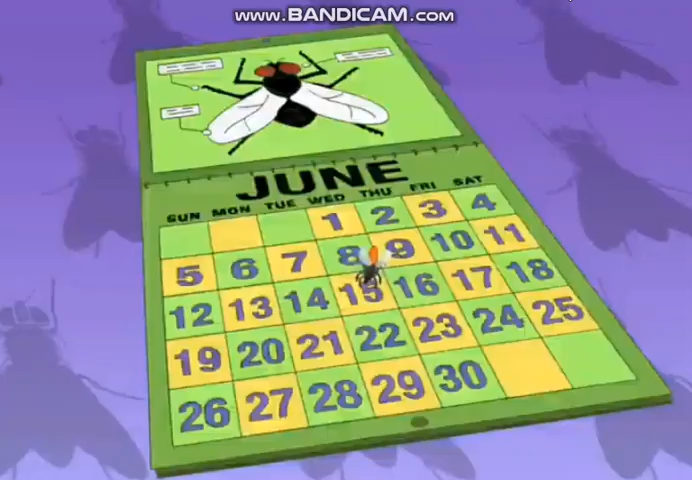 www.BANDICAM.com
JUNE
SUN MON TUE WED THU FRI SAT
1 2 3 4
5 6 7 8 9 10 11
12 13 14 15 16 17 18
19 20 21 22 23 24 25
26 27 28 29 30